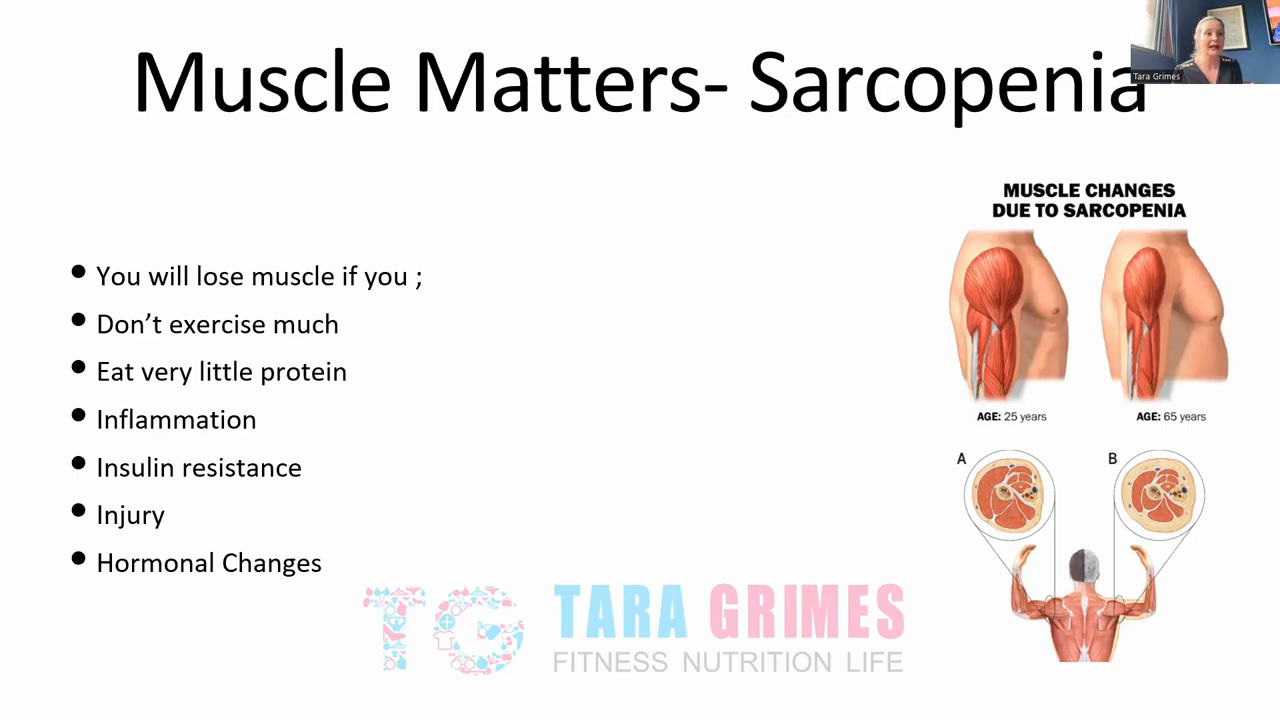 Muscle Matters- Sarcopenia
Tara Grimes
MUSCLE CHANGES
DUE TO SARCOPENIA
• You will lose muscle if you ;
• Don’t exercise much
• Eat very little protein
• Inflammation
• Insulin resistance
• Injury
• Hormonal Changes
AGE: 25 years
AGE: 65 years
A
B
TG
TARA GRIMES
FITNESS NUTRITION LIFE